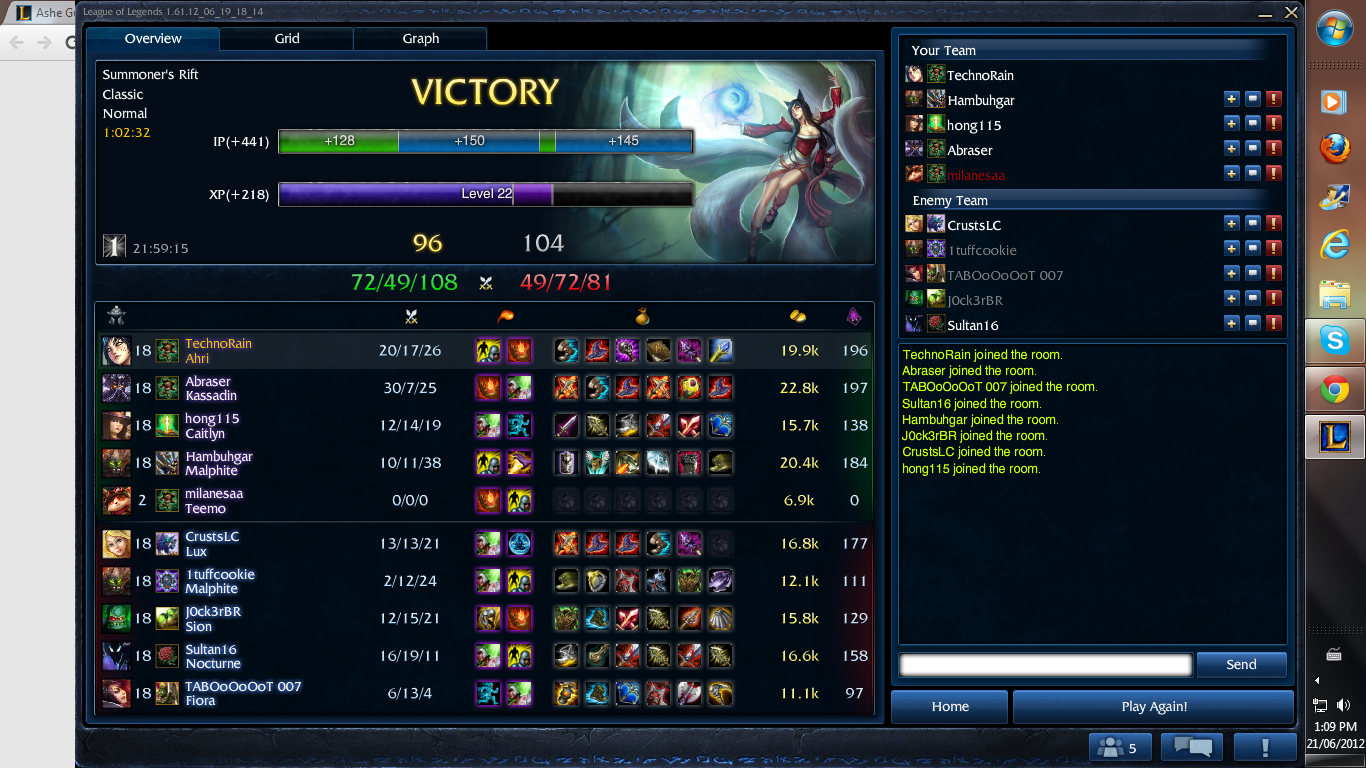 Ashe Gu
League of Legends 1.61.12_06_19_18_14
Overview
Grid
Graph
Summoner's Rift
Classic
Normal
1:02:32
VICTORY
IP(+441)
+128
+150
+145
XP(+218)
Level 22
1
21:59:15
96
104
72/49/108
49/72/81
18
TechnoRain
Ahri
20/17/26
19.9k
196
18
Abraser
Kassadin
30/7/25
22.8k
197
18
hong115
Caitlyn
12/14/19
15.7k
138
18
Hambuhgar
Malphite
10/11/38
20.4k
184
2
milanesaa
Teemo
0/0/0
6.9k
0
18
CrustsLC
Lux
13/13/21
16.8k
177
18
1tuffcookie
Malphite
2/12/24
12.1k
111
18
J0ck3rBR
Sion
12/15/21
15.8k
129
18
Sultan16
Nocturne
16/19/11
16.6k
158
18
TABOoOoOoT 007
Fiora
6/13/4
11.1k
97
Your Team
TechnoRain
Hambuhgar
hong115
Abraser
milanesaa
Enemy Team
CrustsLC
1tuffcookie
TABOoOoOoT 007
J0ck3rBR
Sultan16
TechnoRain joined the room.
Abraser joined the room.
TABOoOoOoT 007 joined the room.
Sultan16 joined the room.
Hambuhgar joined the room.
J0ck3rBR joined the room.
CrustsLC joined the room.
hong115 joined the room.
Send
Home
Play Again!
5
1:09 PM
21/06/2012